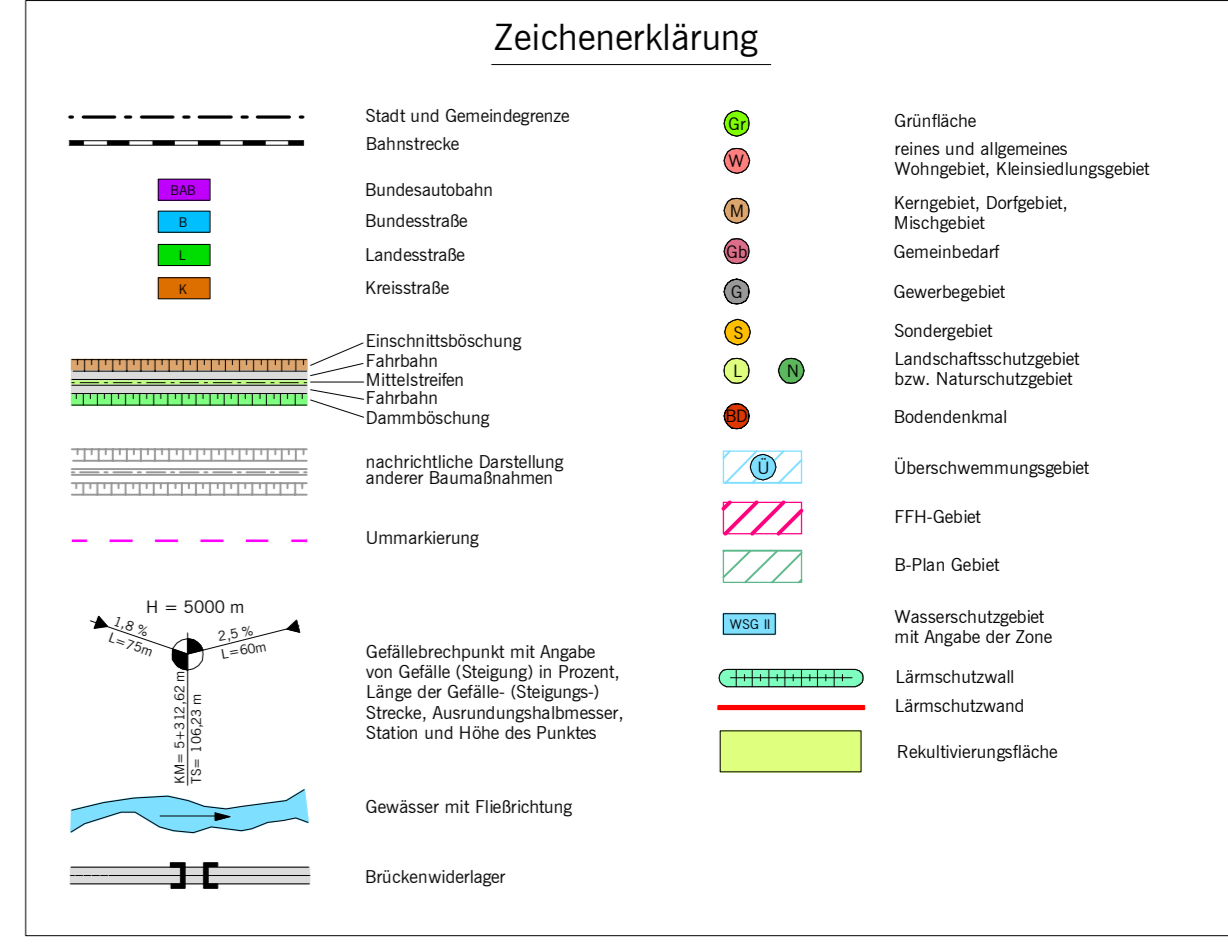 Zeichenerklärung
Stadt und Gemeindegrenze
Bahnstrecke
BAB
Bundesautobahn
B
Bundesstraße
L
Landesstraße
K
Kreisstraße
Einschnittsböschung
Fahrbahn
Mittelstreifen
Fahrbahn
Dammböschung
nachrichtliche Darstellung
anderer Baumaßnahmen
Ummarkierung
H = 5000 m
1,8 %
L=75m
2,5 %
L=60m
KM= 5+312,62 m
TS= 106,23 m
Gefällebrechpunkt mit Angabe
von Gefälle (Steigung) in Prozent,
Länge der Gefälle- (Steigungs-)
Strecke, Ausrundungshalbmesser,
Station und Höhe des Punktes
Gewässer mit Fließrichtung
Brückenwiderlager
Gr
Grünfläche
W
reines und allgemeines
Wohngebiet, Kleinsiedlungsgebiet
M
Kerngebiet, Dorfgebiet,
Mischgebiet
Gb
Gemeinbedarf
G
Gewerbegebiet
S
Sondergebiet
L N
Landschaftsschutzgebiet
bzw. Naturschutzgebiet
BD
Bodendenkmal
Ü
Überschwemmungsgebiet
FFH-Gebiet
B-Plan Gebiet
WSG II
Wasserschutzgebiet
mit Angabe der Zone
Lärmschutzwall
Lärmschutzwand
Rekultivierungsfläche